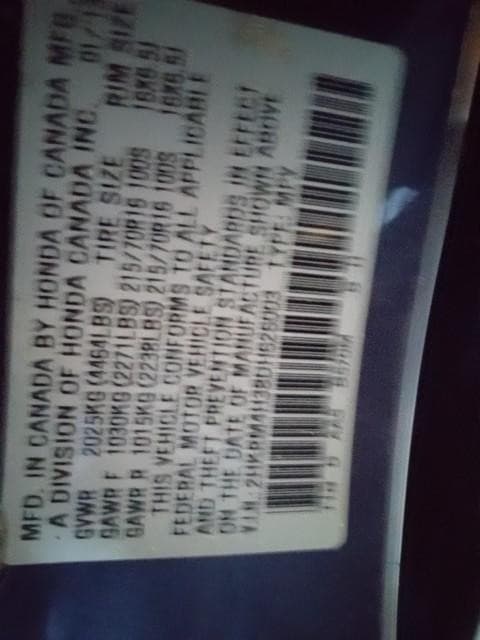 MFD. IN CANADA BY HONDA OF CANADA MFG.
A DIVISION OF HONDA CANADA INC. 01/
GVWR 2025KG (4464LBS) TIRE SIZE RIM SIZE
GAWR F 1030KG (2271LBS) 215/70R16 100S 16X6.5J
GAWR R 1015KG (2238LBS) 215/70R16 100S 16X6.5J
THIS VEHICLE CONFORMS TO ALL APPLICABLE
FEDERAL MOTOR VEHICLE SAFETY
AND THEFT PREVENTION STANDARDS IN EFFECT
ON THE DATE OF MANUFACTURE SHOWN ABOVE
V.I.N.: TYPE: MPV